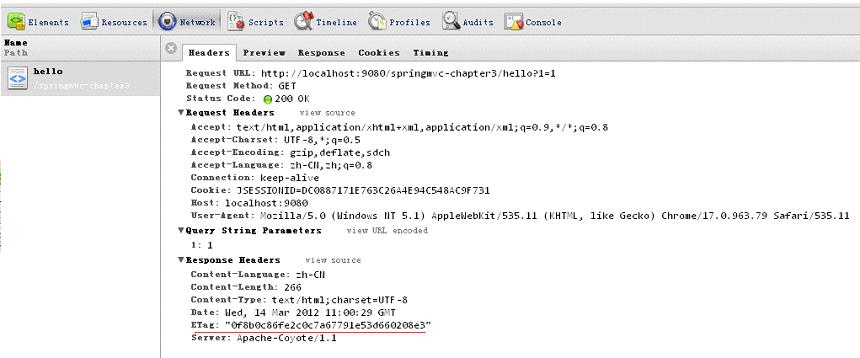 Elements Resources Network Scripts Timeline Profiles Audits Console
Name
Path
hello
/springmvc-chapter3
Headers Preview Response Cookies Timing
Request URL: http://localhost:9080/springmvc-chapter3/hello?1=1
Request Method: GET
Status Code: 200 OK
Request Headers view source
Accept: text/html,application/xhtml+xml,application/xml;q=0.9,*/*;q=0.8
Accept-Charset: UTF-8,*;q=0.5
Accept-Encoding: gzip,deflate,sdch
Accept-Language: zh-CN,zh;q=0.8
Connection: keep-alive
Cookie: JSESSIONID=DC0887171E763C26A4E94C548AC9F731
Host: localhost:9080
User-Agent: Mozilla/5.0 (Windows NT 5.1) AppleWebKit/535.11 (KHTML, like Gecko) Chrome/17.0.963.79 Safari/535.11
Query String Parameters view URL encoded
1: 1
Response Headers view source
Content-Language: zh-CN
Content-Length: 266
Content-Type: text/html;charset=UTF-8
Date: Wed, 14 Mar 2012 11:00:29 GMT
ETag: "0f8b0c86fe2c0c7a67791e53d660208e3"
Server: Apache-Coyote/1.1